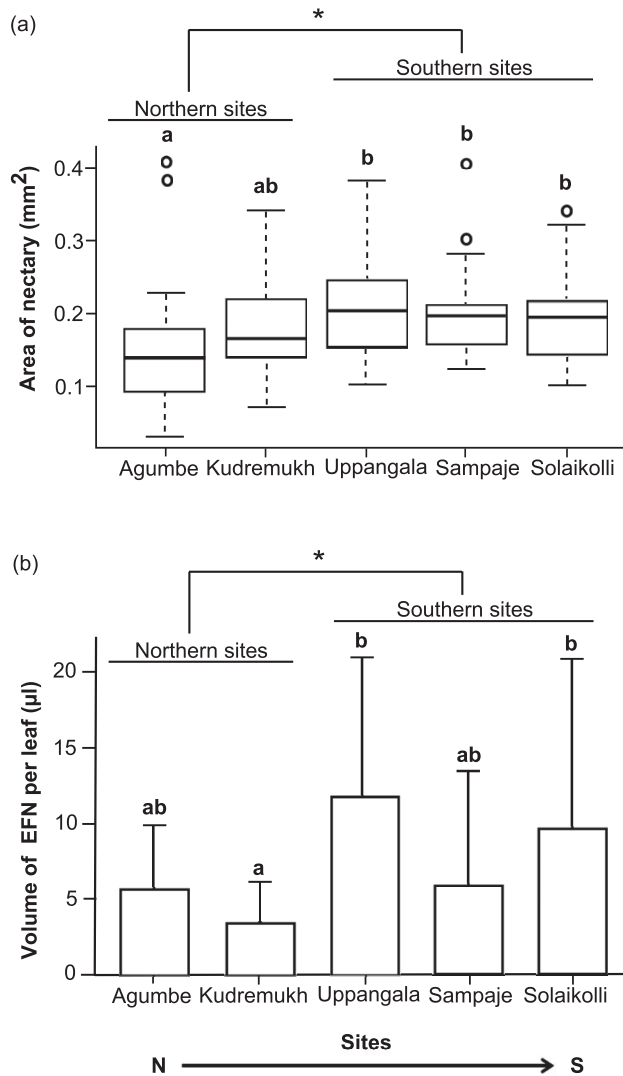 (a)
*
Southern sites
Northern sites
a
ab
b
b
b
Area of nectary (mm²)
0.4
0.3
0.2
0.1
Agumbe Kudremukh Uppangala Sampaje Solaikolli
(b)
*
Southern sites
Northern sites
ab
a
b
ab
b
Volume of EFN per leaf (µl)
20
15
10
5
0
Agumbe Kudremukh Uppangala Sampaje Solaikolli
Sites
N S